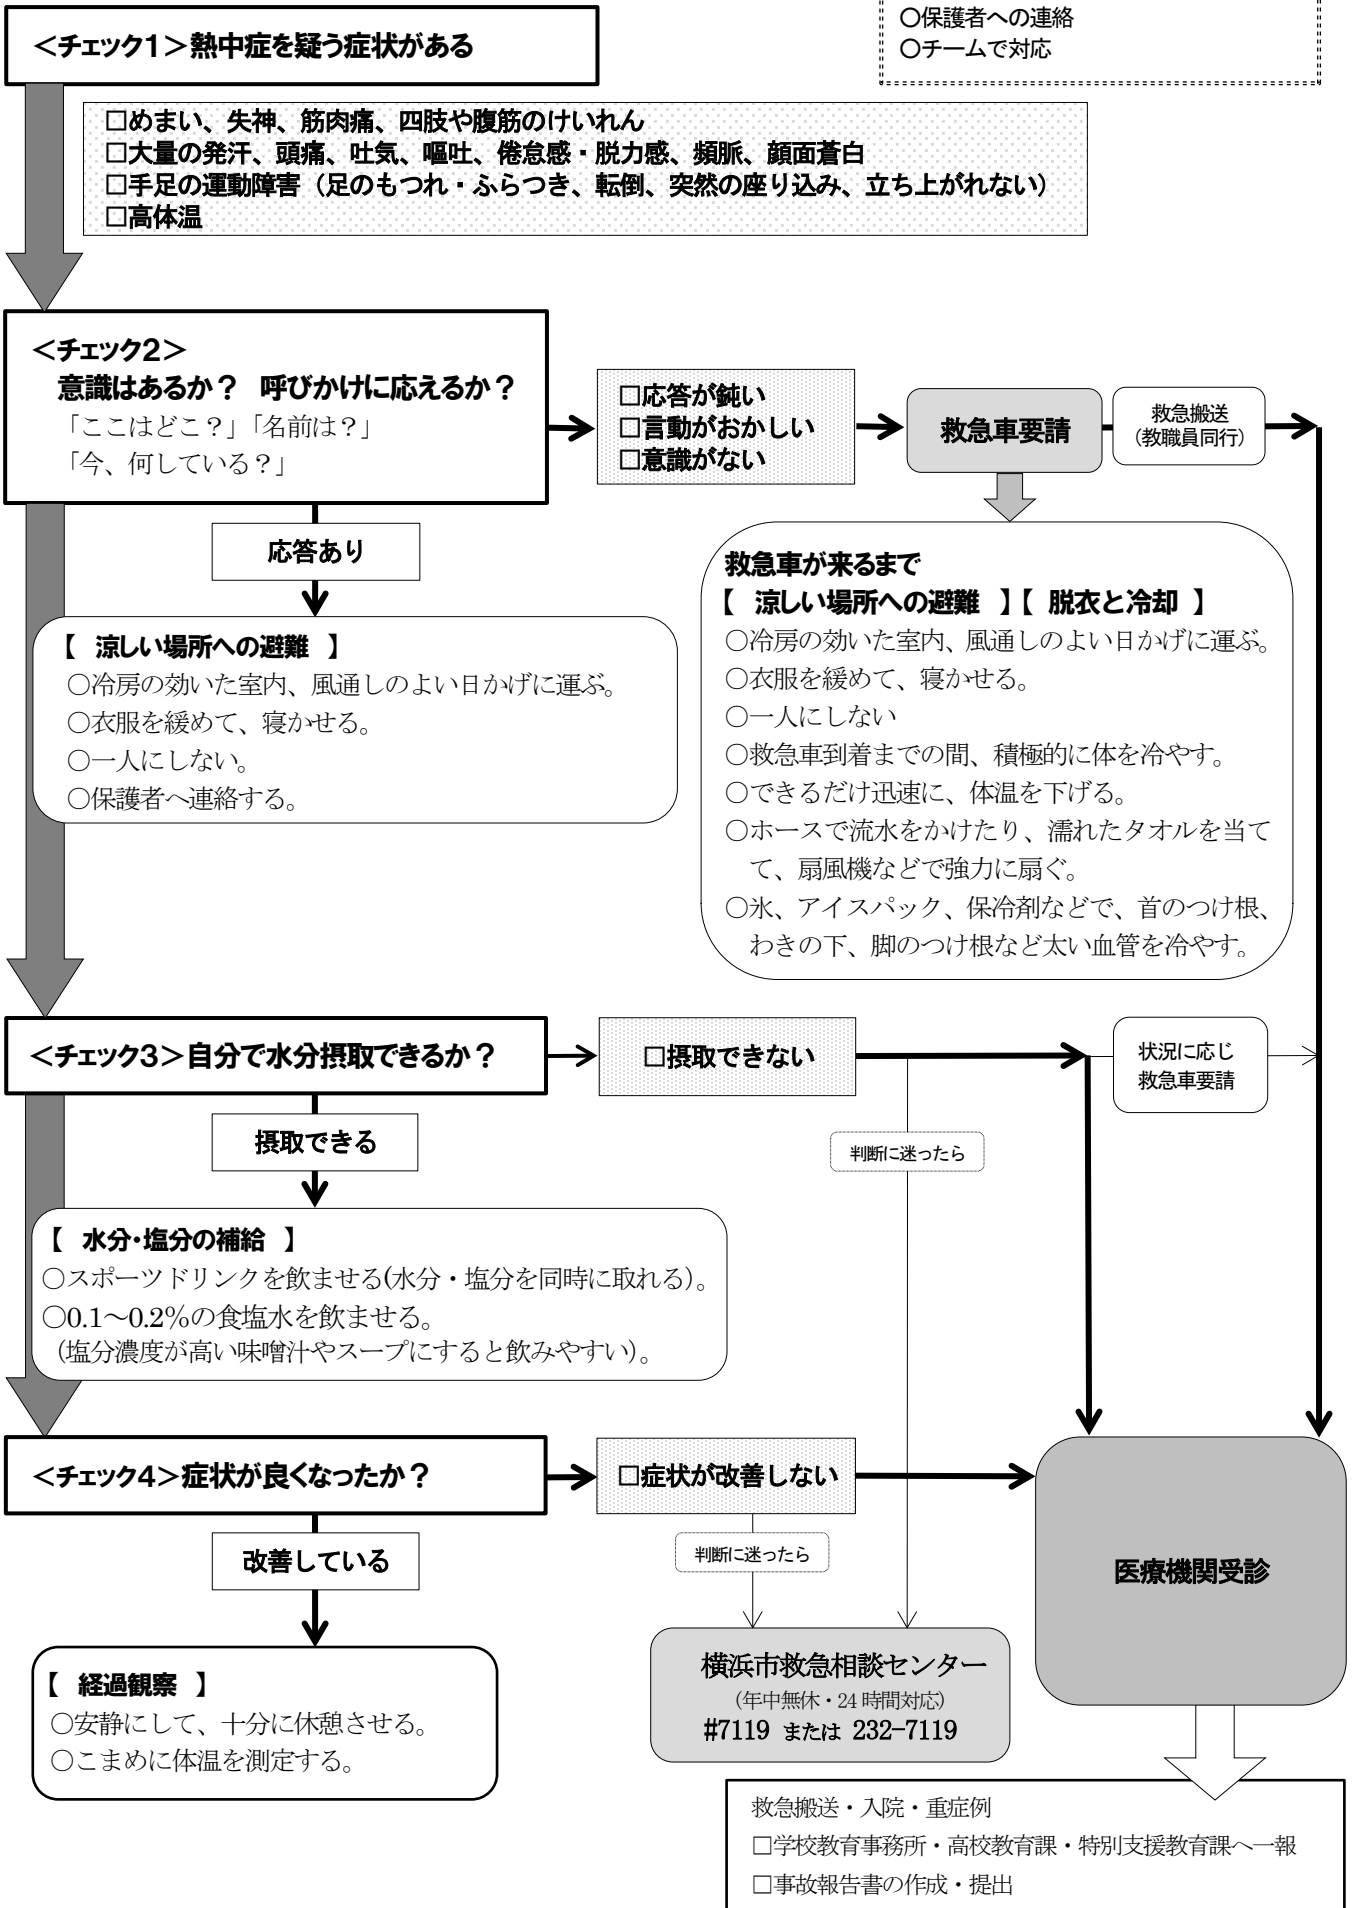 ○保護者への連絡
○チームで対応
＜チェック1＞熱中症を疑う症状がある
□めまい、失神、筋肉痛、四肢や腹筋のけいれん
□大量の発汗、頭痛、吐気、嘔吐、倦怠感・脱力感、頻脈、顔面蒼白
□手足の運動障害（足のもつれ・ふらつき、転倒、突然の座り込み、立ち上がれない）
□高体温
＜チェック2＞
意識はあるか？　呼びかけに応えるか？
「ここはどこ？」「名前は？」
「今、何している？」
□応答が鈍い
□言動がおかしい
□意識がない
救急車要請
救急搬送
（教職員同行）
応答あり
【　涼しい場所への避難　】
○冷房の効いた室内、風通しのよい日かげに運ぶ。
○衣服を緩めて、寝かせる。
○一人にしない。
○保護者へ連絡する。
救急車が来るまで
【　涼しい場所への避難　】【　脱衣と冷却　】
○冷房の効いた室内、風通しのよい日かげに運ぶ。
○衣服を緩めて、寝かせる。
○一人にしない
○救急車到着までの間、積極的に体を冷やす。
○できるだけ迅速に、体温を下げる。
○ホースで流水をかけたり、濡れたタオルを当て
て、扇風機などで強力に扇ぐ。
○氷、アイスパック、保冷剤などで、首のつけ根、
わきの下、脚のつけ根など太い血管を冷やす。
＜チェック3＞自分で水分摂取できるか？
□摂取できない
状況に応じ
救急車要請
摂取できる
判断に迷ったら
【　水分・塩分の補給　】
○スポーツドリンクを飲ませる(水分・塩分を同時に取れる)。
○0.1～0.2％の食塩水を飲ませる。
(塩分濃度が高い味噌汁やスープにすると飲みやすい)。
＜チェック4＞症状が良くなったか？
□症状が改善しない
改善している
判断に迷ったら
医療機関受診
【　経過観察　】
○安静にして、十分に休憩させる。
○こまめに体温を測定する。
横浜市救急相談センター
（年中無休・24時間対応）
#7119 または 232-7119
救急搬送・入院・重症例
□学校教育事務所・高校教育課・特別支援教育課へ一報
□事故報告書の作成・提出